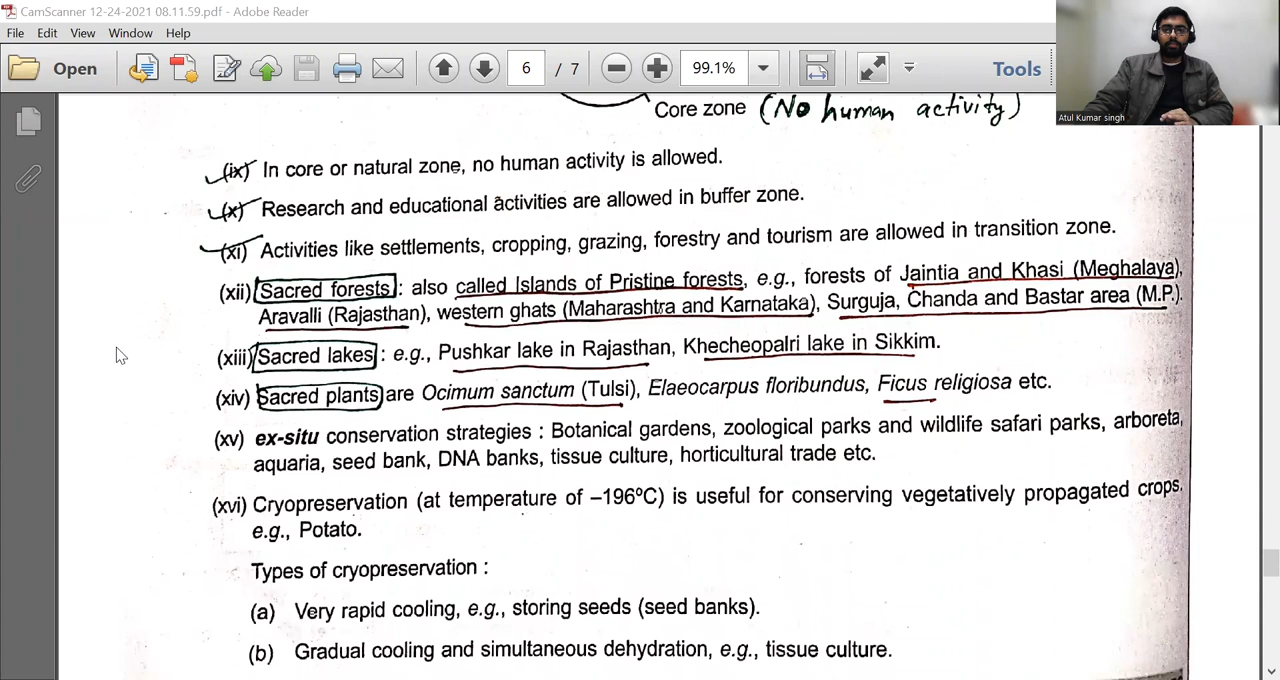 CamScanner 12-24-2021 08.11.59.pdf - Adobe Reader
File Edit View Window Help
Open 6 / 7 99.1% Tools
Atul Kumar singh
Core zone (No human activity)
(ix) In core or natural zone, no human activity is allowed.
(x) Research and educational activities are allowed in buffer zone.
(xi) Activities like settlements, cropping, grazing, forestry and tourism are allowed in transition zone.
(xii) Sacred forests : also called Islands of Pristine forests, e.g., forests of Jaintia and Khasi (Meghalaya),
Aravalli (Rajasthan), western ghats (Maharashtra and Karnataka), Surguja, Chanda and Bastar area (M.P.).
(xiii) Sacred lakes : e.g., Pushkar lake in Rajasthan, Khecheopalri lake in Sikkim.
(xiv) Sacred plants are Ocimum sanctum (Tulsi), Elaeocarpus floribundus, Ficus religiosa etc.
(xv) ex-situ conservation strategies : Botanical gardens, zoological parks and wildlife safari parks, arboreta,
aquaria, seed bank, DNA banks, tissue culture, horticultural trade etc.
(xvi) Cryopreservation (at temperature of –196ºC) is useful for conserving vegetatively propagated crops.
e.g., Potato.
Types of cryopreservation :
(a) Very rapid cooling, e.g., storing seeds (seed banks).
(b) Gradual cooling and simultaneous dehydration, e.g., tissue culture.